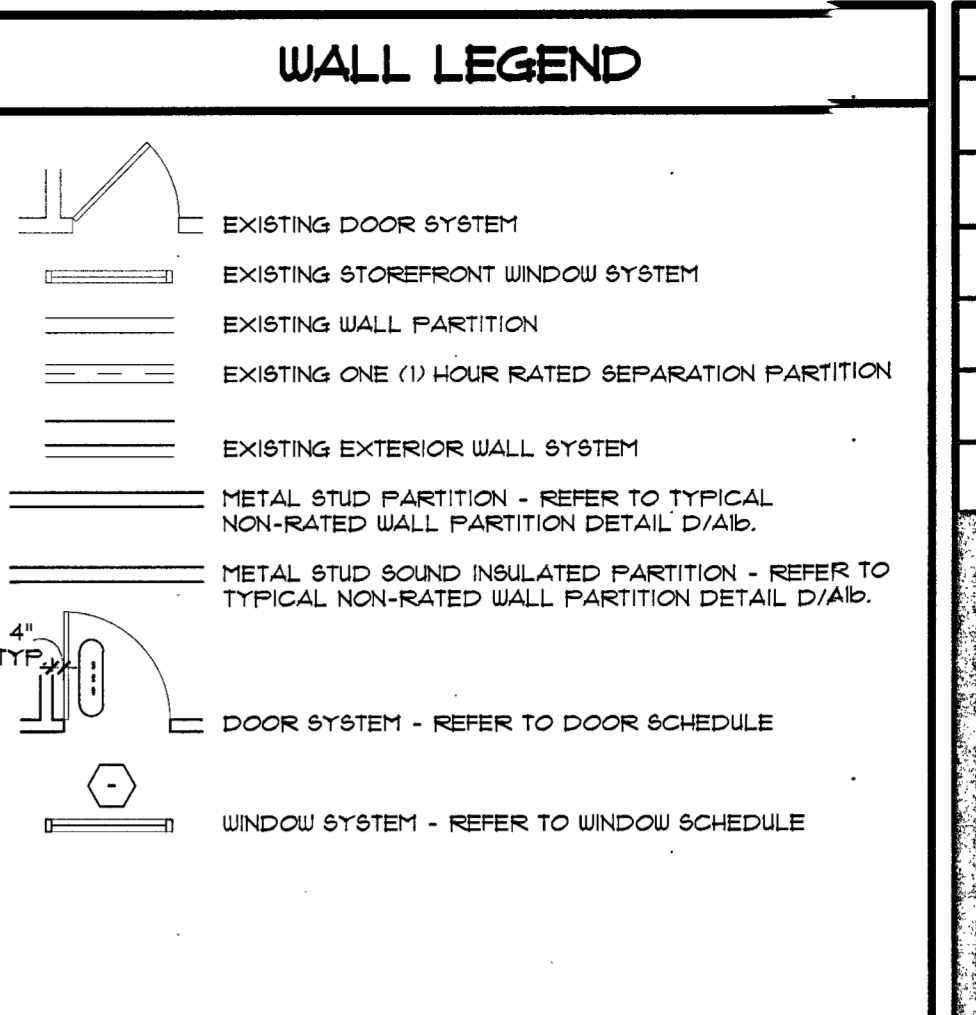 WALL LEGEND
EXISTING DOOR SYSTEM
EXISTING STOREFRONT WINDOW SYSTEM
EXISTING WALL PARTITION
EXISTING ONE (1) HOUR RATED SEPARATION PARTITION
EXISTING EXTERIOR WALL SYSTEM
METAL STUD PARTITION - REFER TO TYPICAL
NON-RATED WALL PARTITION DETAIL D/A1b.
METAL STUD SOUND INSULATED PARTITION - REFER TO
TYPICAL NON-RATED WALL PARTITION DETAIL D/A1b.
4"
TYP.
DOOR SYSTEM - REFER TO DOOR SCHEDULE
-
WINDOW SYSTEM - REFER TO WINDOW SCHEDULE